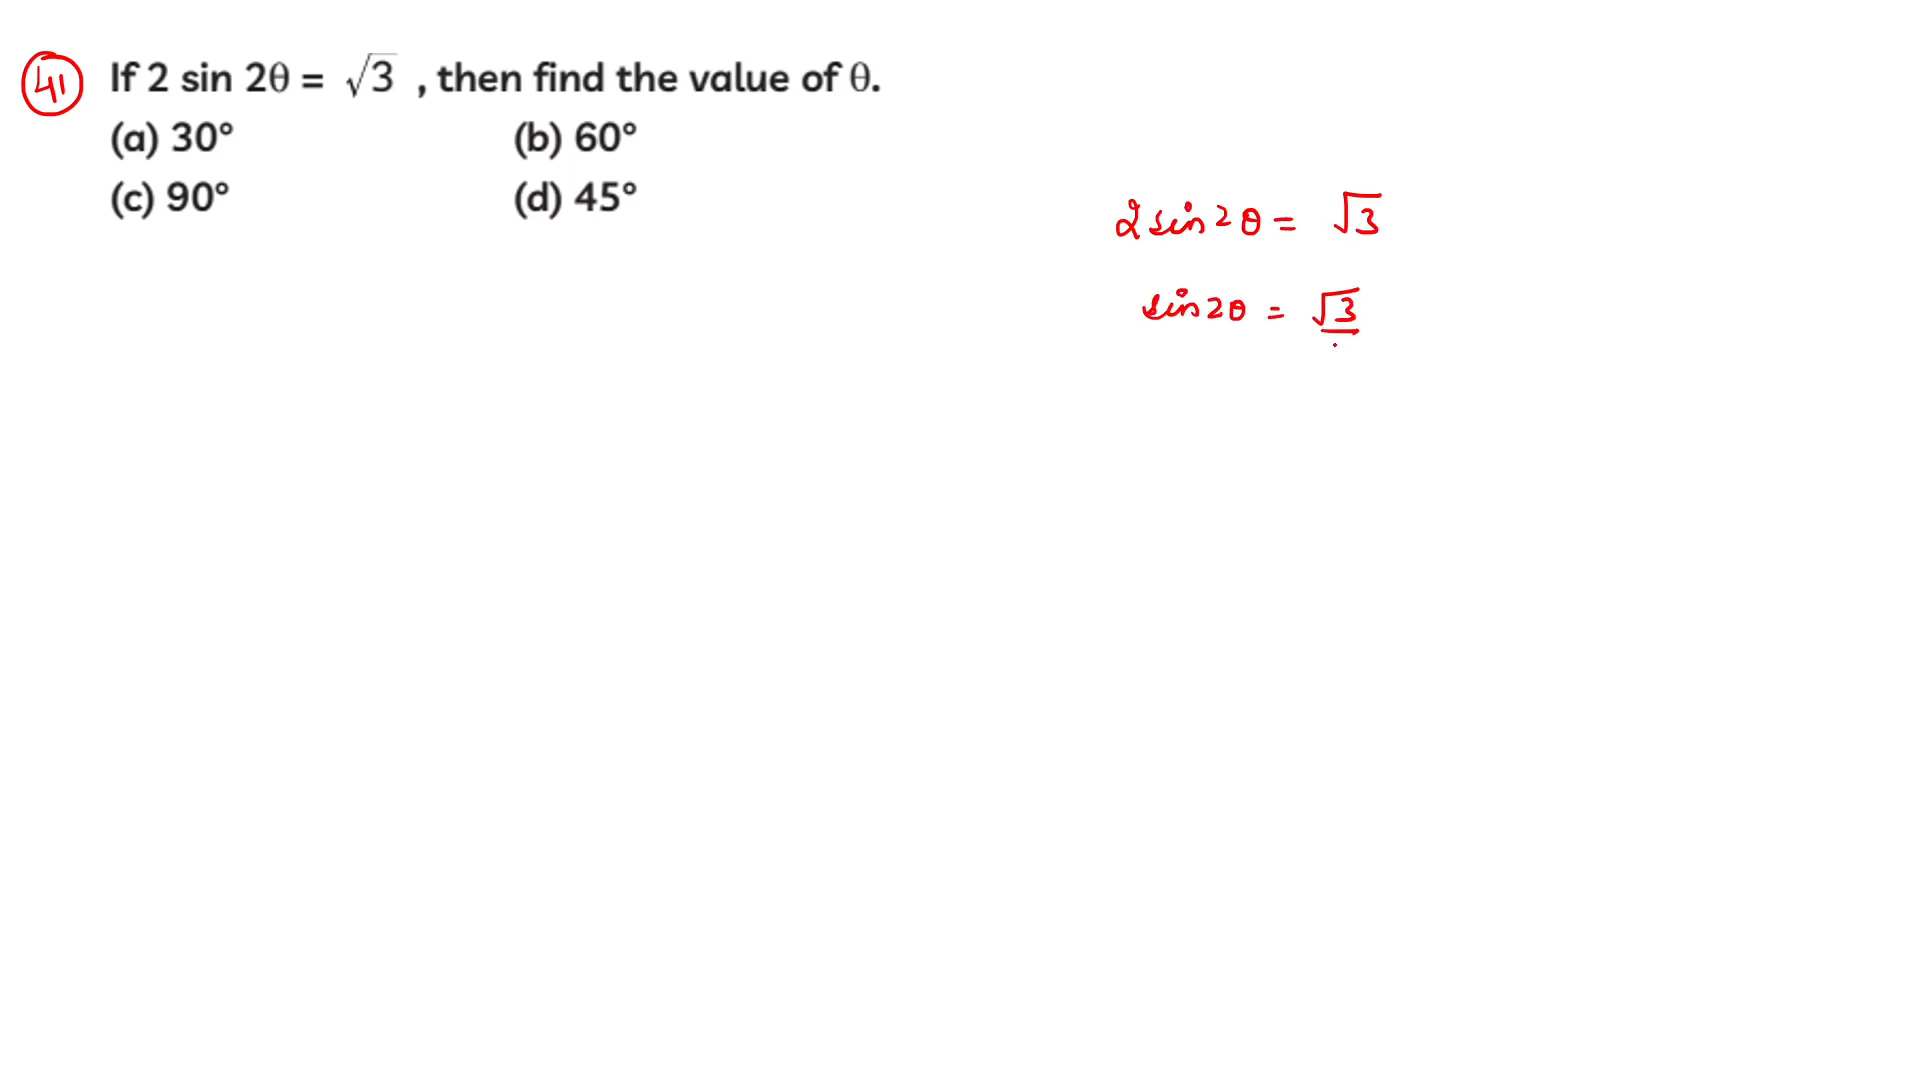 41 If 2 sin 2θ = √3 , then find the value of θ.
(a) 30° (b) 60°
(c) 90° (d) 45°
2 sin 2θ = √3
sin 2θ = √3